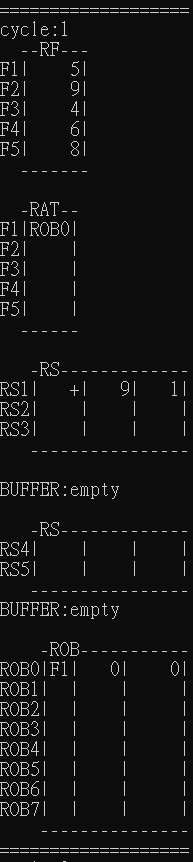 ==================
cycle:1
  --RF---
F1|    5|
F2|    9|
F3|    4|
F4|    6|
F5|    8|
  -------
  -RAT--
F1|ROB0|
F2|    |
F3|    |
F4|    |
F5|    |
  ------
   -RS-------------
RS1|   +|   9|   1|
RS2|    |    |    |
RS3|    |    |    |
   ----------------
BUFFER:empty
   -RS-------------
RS4|    |    |    |
RS5|    |    |    |
   ----------------
BUFFER:empty
    -ROB-----------
ROB0|F1|    0|    0|
ROB1|  |     |     |
ROB2|  |     |     |
ROB3|  |     |     |
ROB4|  |     |     |
ROB5|  |     |     |
ROB6|  |     |     |
ROB7|  |     |     |
    ---------------
==================